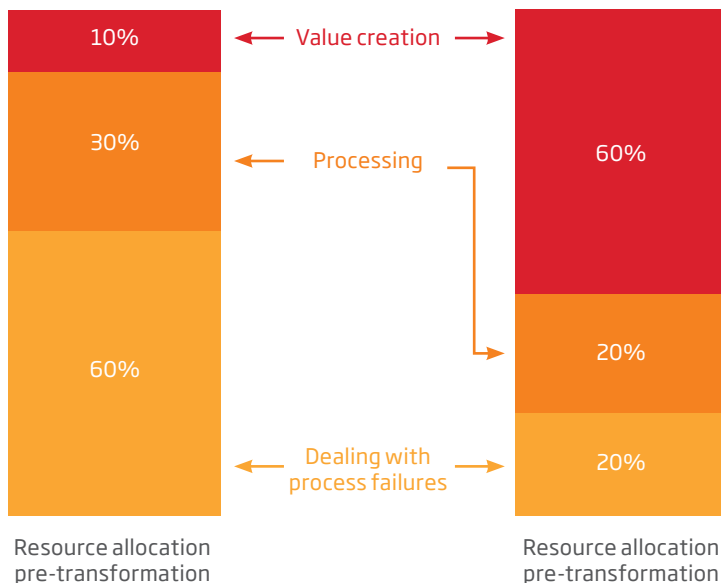 10%
Value creation
30%
Processing
60%
60%
20%
Dealing with
process failures
20%
Resource allocation
pre-transformation
Resource allocation
pre-transformation